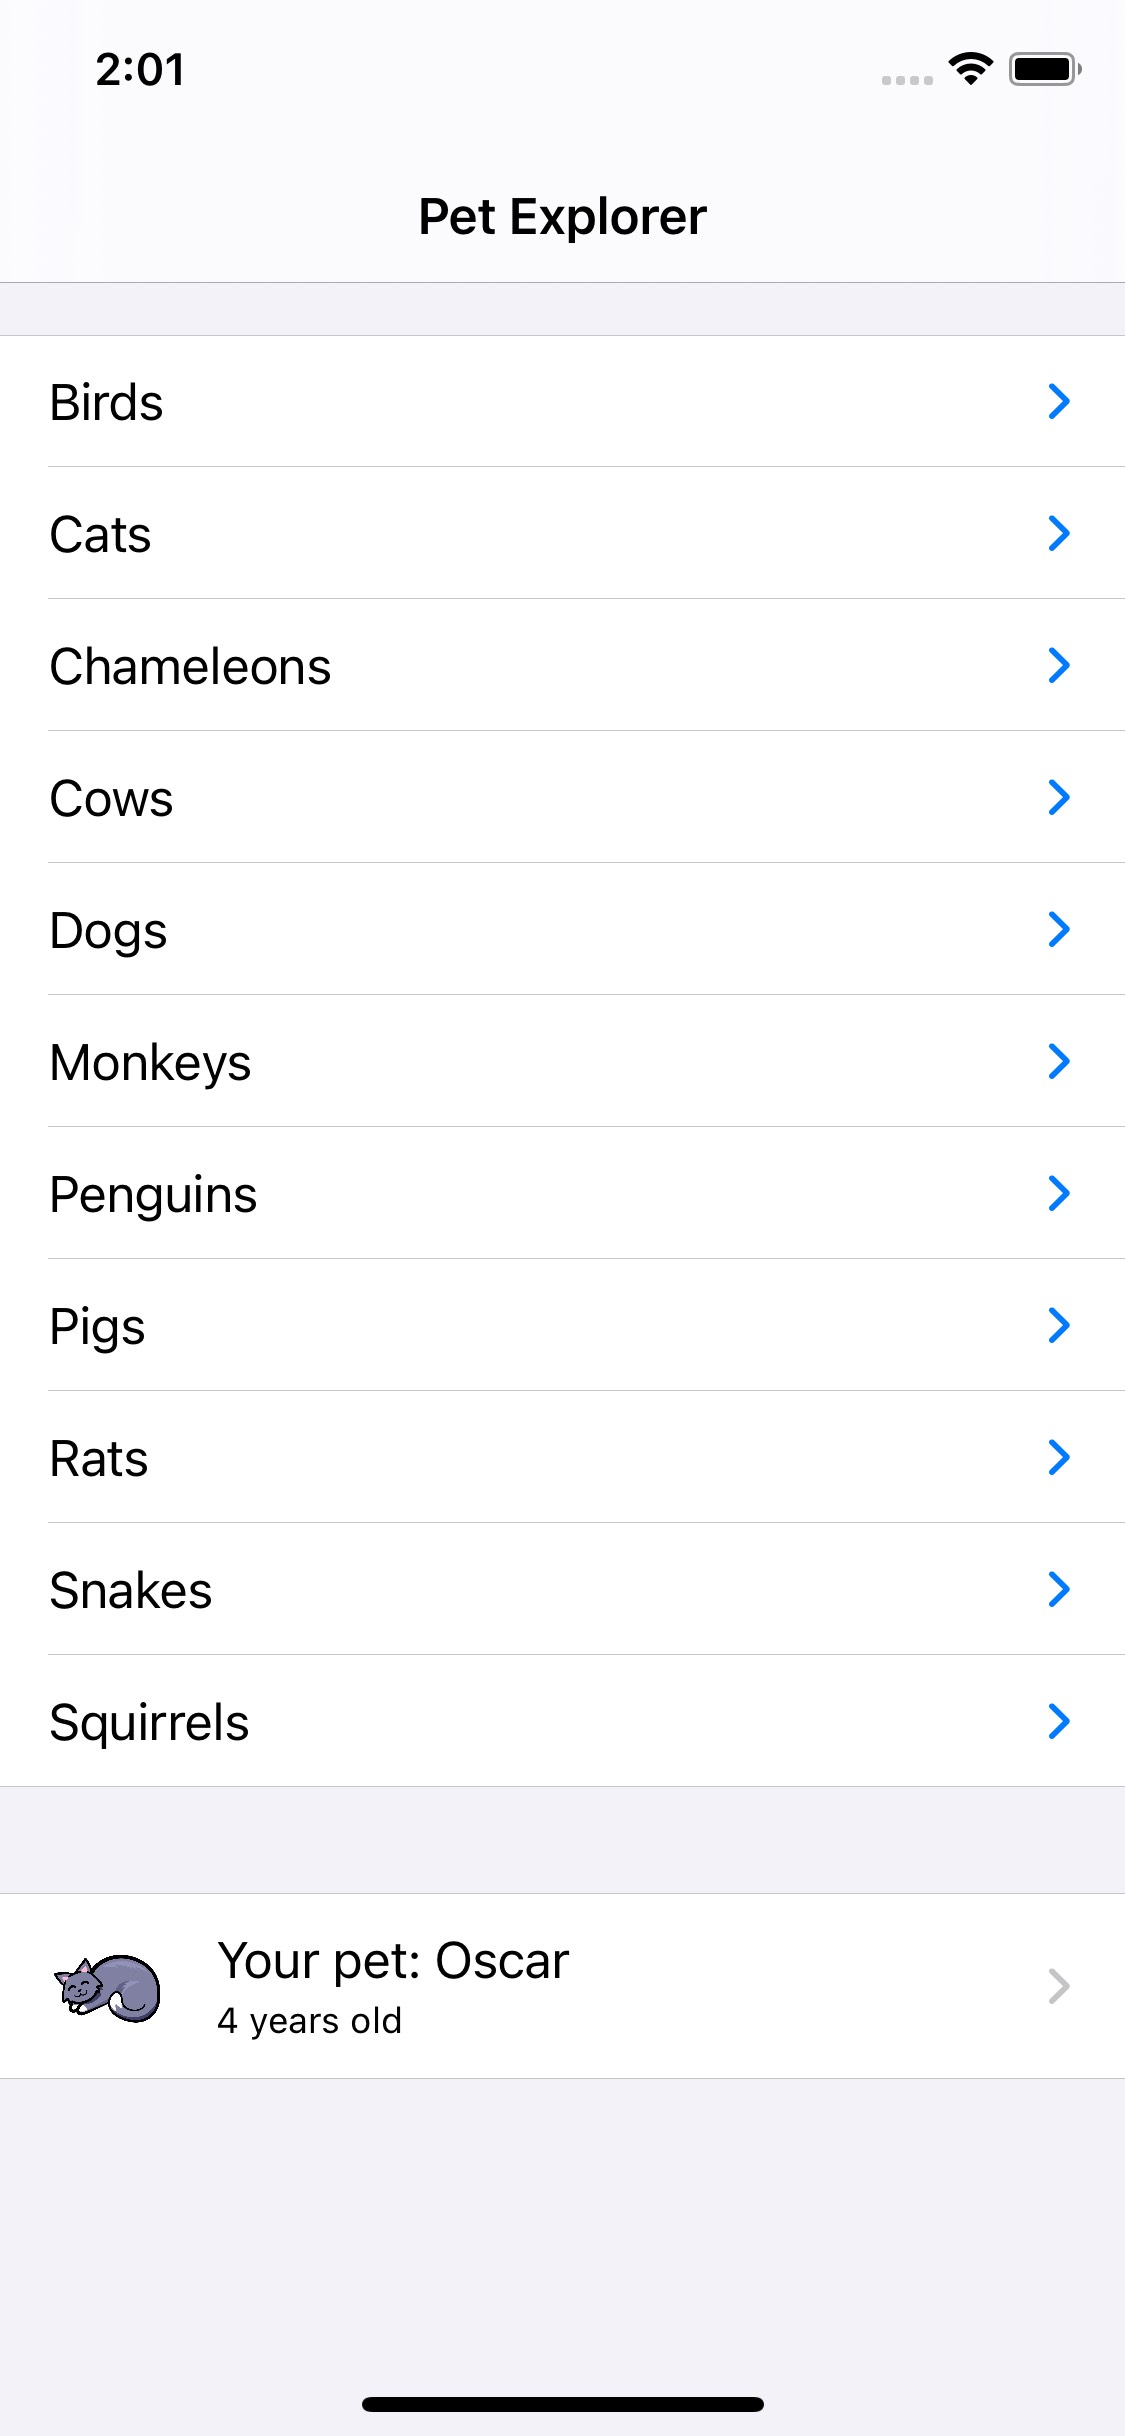 2:01
Pet Explorer
Birds
Cats
Chameleons
Cows
Dogs
Monkeys
Penguins
Pigs
Rats
Snakes
Squirrels
Your pet: Oscar
4 years old